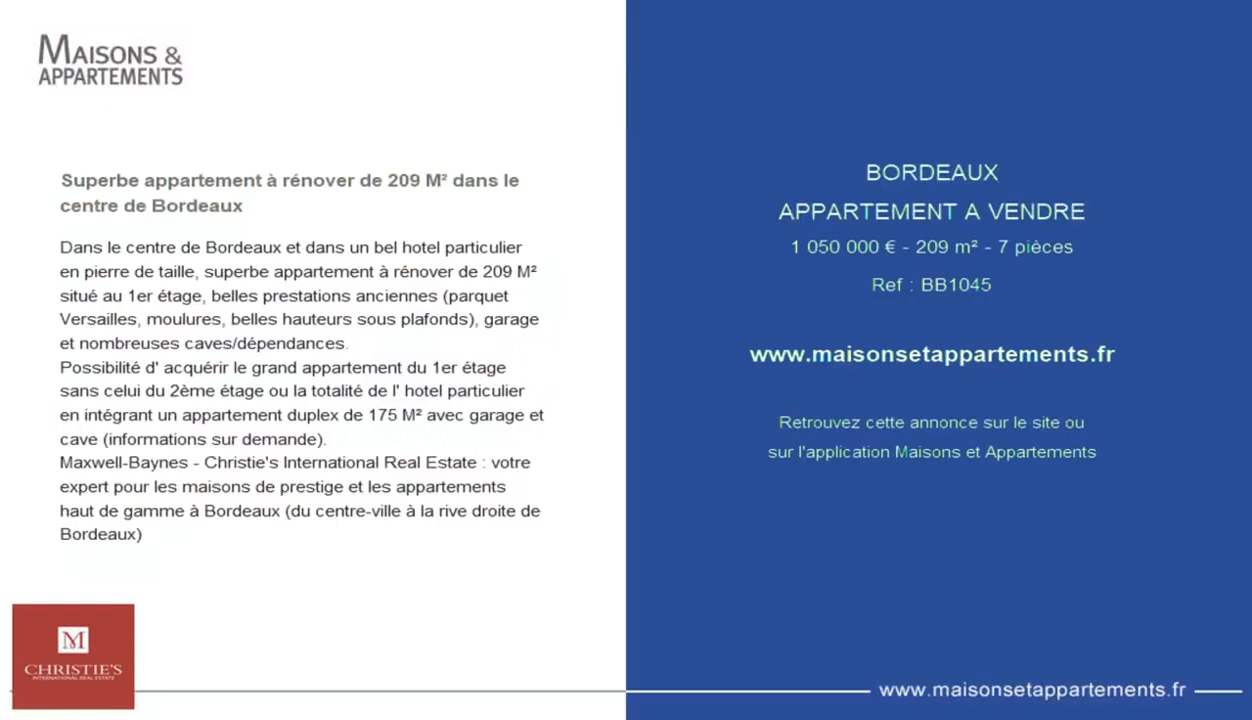 MAISONS &
APPARTEMENTS
Superbe appartement à rénover de 209 M² dans le
centre de Bordeaux
Dans le centre de Bordeaux et dans un bel hotel particulier
en pierre de taille, superbe appartement à rénover de 209 M²
situé au 1er étage, belles prestations anciennes (parquet
Versailles, moulures, belles hauteurs sous plafonds), garage
et nombreuses caves/dépendances.
Possibilité d' acquérir le grand appartement du 1er étage
sans celui du 2ème étage ou la totalité de l' hotel particulier
en intégrant un appartement duplex de 175 M² avec garage et
cave (informations sur demande).
Maxwell-Baynes - Christie's International Real Estate : votre
expert pour les maisons de prestige et les appartements
haut de gamme à Bordeaux (du centre-ville à la rive droite de
Bordeaux)
M
CHRISTIE'S
INTERNATIONAL REAL ESTATE
BORDEAUX
APPARTEMENT A VENDRE
1 050 000 € - 209 m² - 7 pièces
Ref : BB1045
www.maisonsetappartements.fr
Retrouvez cette annonce sur le site ou
sur l'application Maisons et Appartements
www.maisonsetappartements.fr